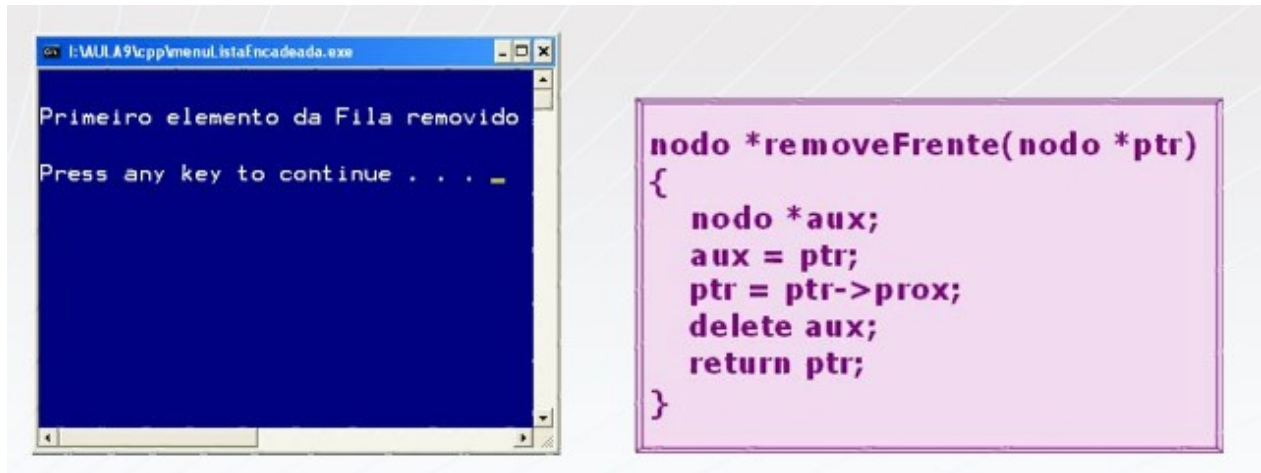 I:\AULA9\cpp\menuListaEncadeada.exe
Primeiro elemento da Fila removido
Press any key to continue . . .
nodo *removeFrente(nodo *ptr)
{
nodo *aux;
aux = ptr;
ptr = ptr->prox;
delete aux;
return ptr;
}